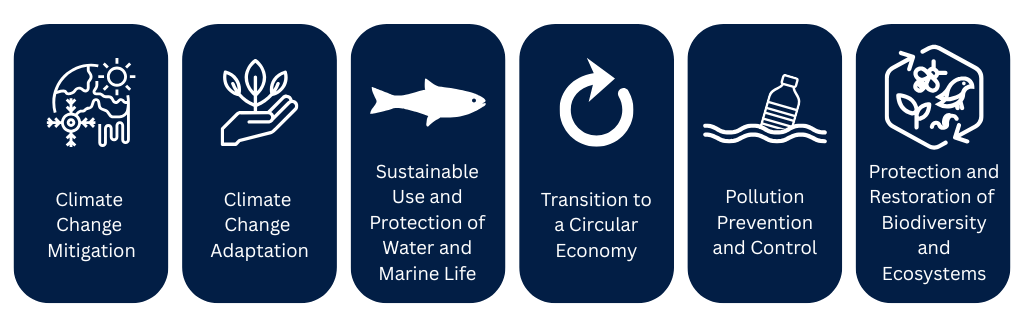 Climate
Change
Mitigation
Climate
Change
Adaptation
Sustainable
Use and
Protection of
Water and
Marine Life
Transition to
a Circular
Economy
Pollution
Prevention
and Control
Protection and
Restoration of
Biodiversity
and
Ecosystems